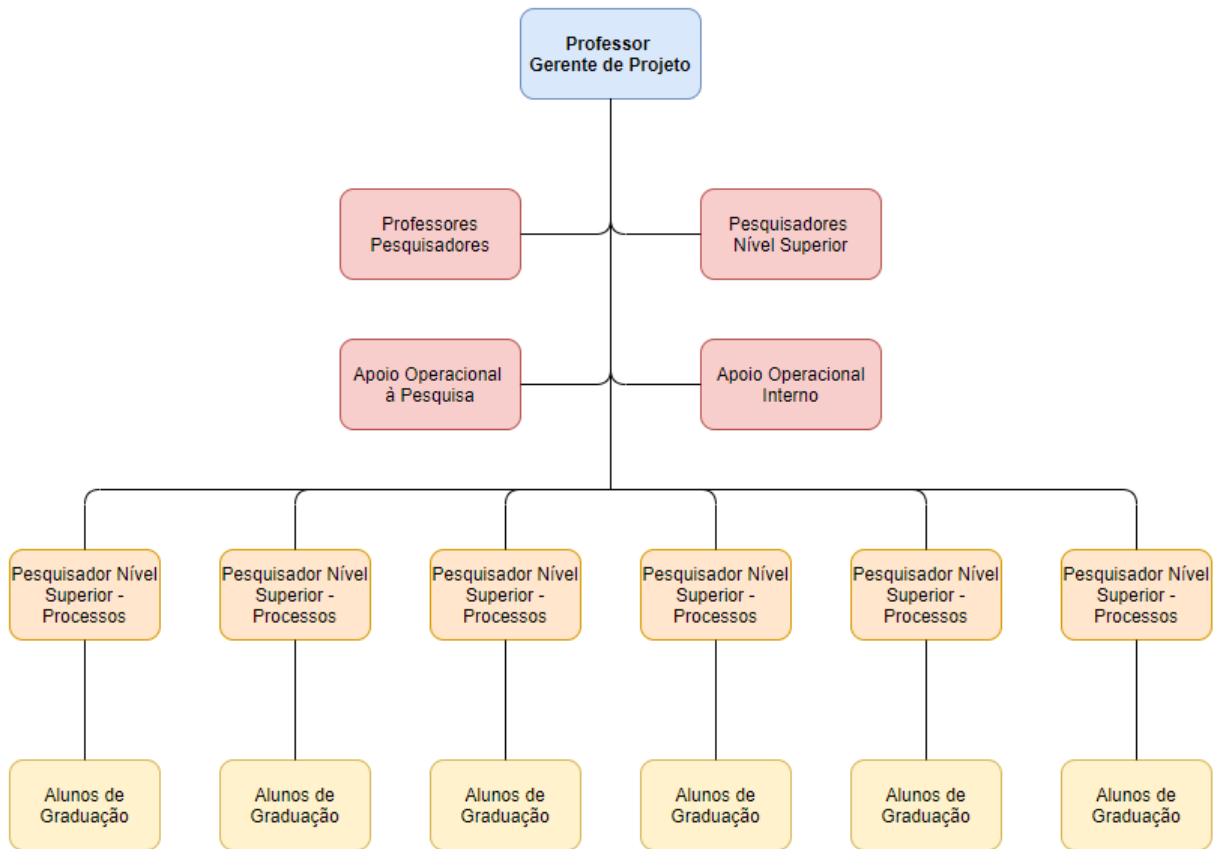 Professor
Gerente de Projeto
Professores
Pesquisadores
Pesquisadores
Nível Superior
Apoio Operacional
à Pesquisa
Apoio Operacional
Interno
Pesquisador Nível
Superior -
Processos
Pesquisador Nível
Superior -
Processos
Pesquisador Nível
Superior -
Processos
Pesquisador Nível
Superior -
Processos
Pesquisador Nível
Superior -
Processos
Pesquisador Nível
Superior -
Processos
Alunos de
Graduação
Alunos de
Graduação
Alunos de
Graduação
Alunos de
Graduação
Alunos de
Graduação
Alunos de
Graduação